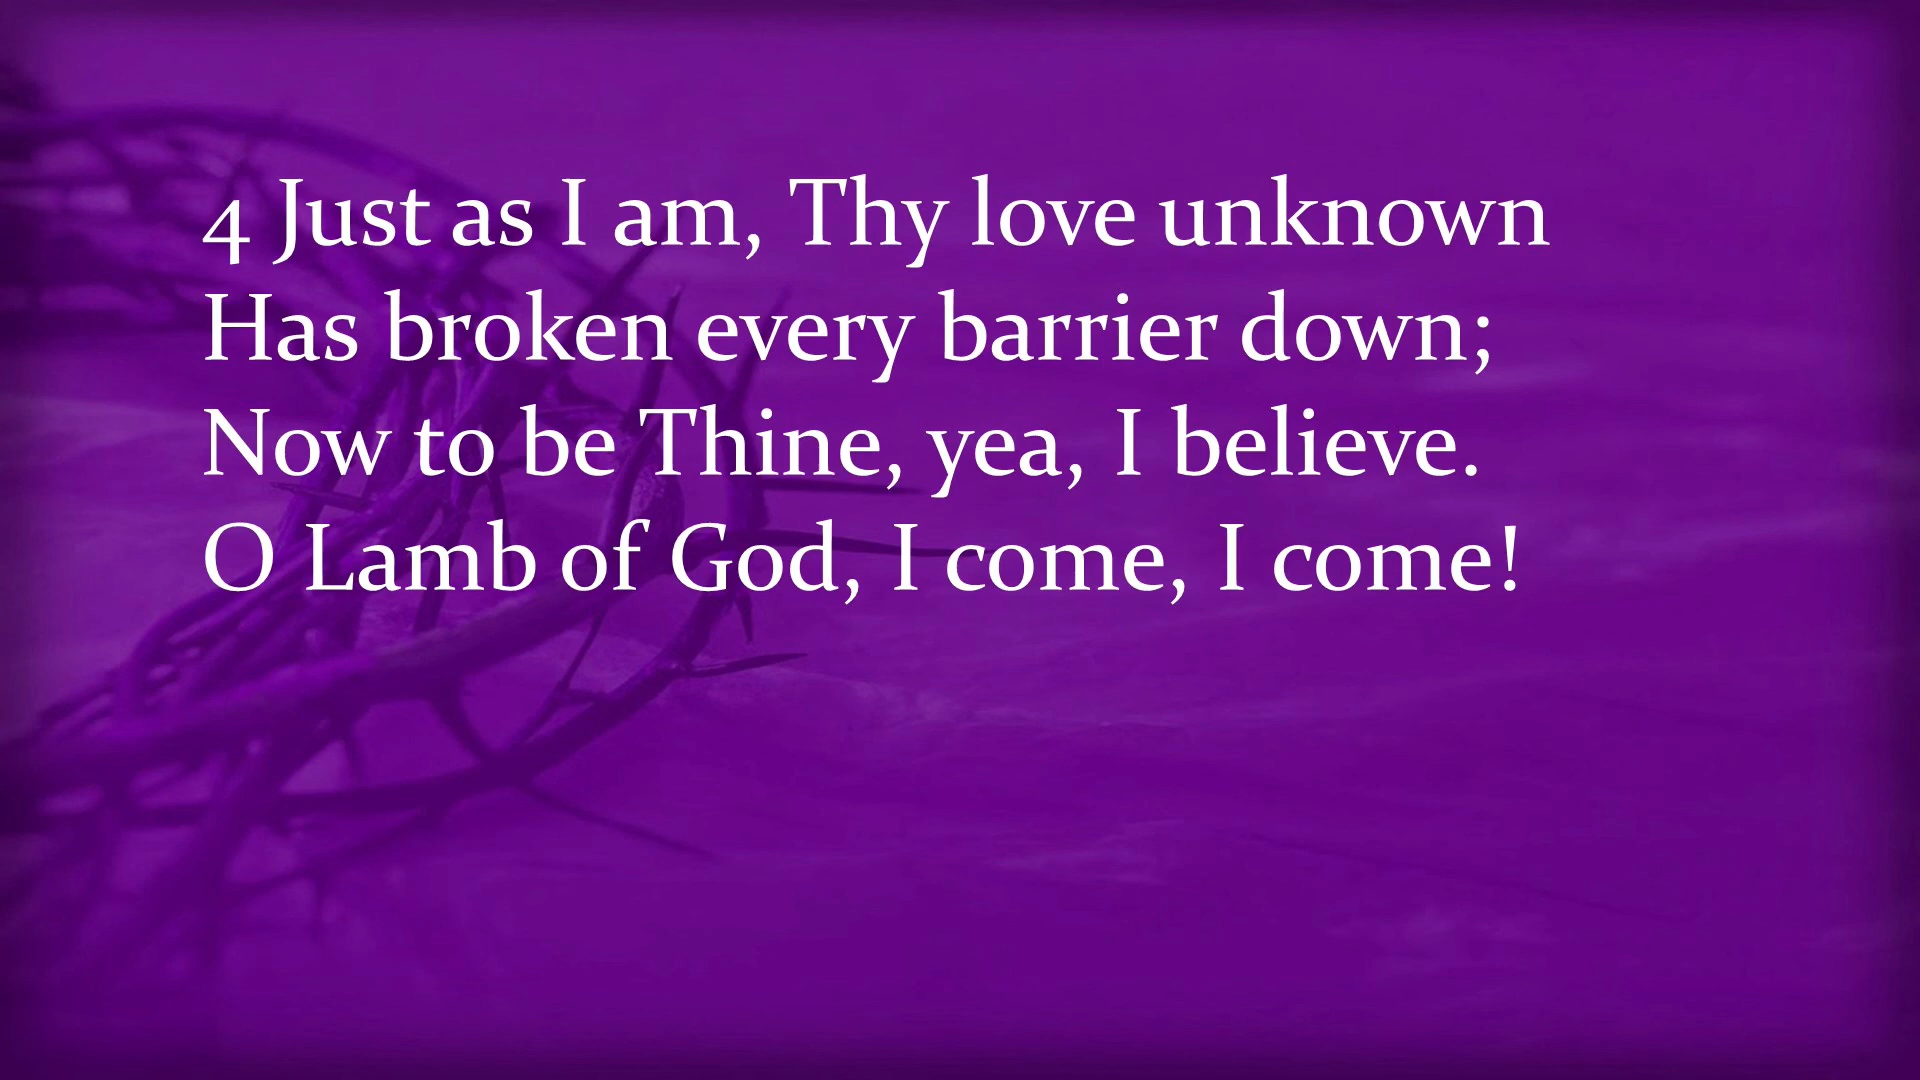 4 Just as I am, Thy love unknown
Has broken every barrier down;
Now to be Thine, yea, I believe.
O Lamb of God, I come, I come!